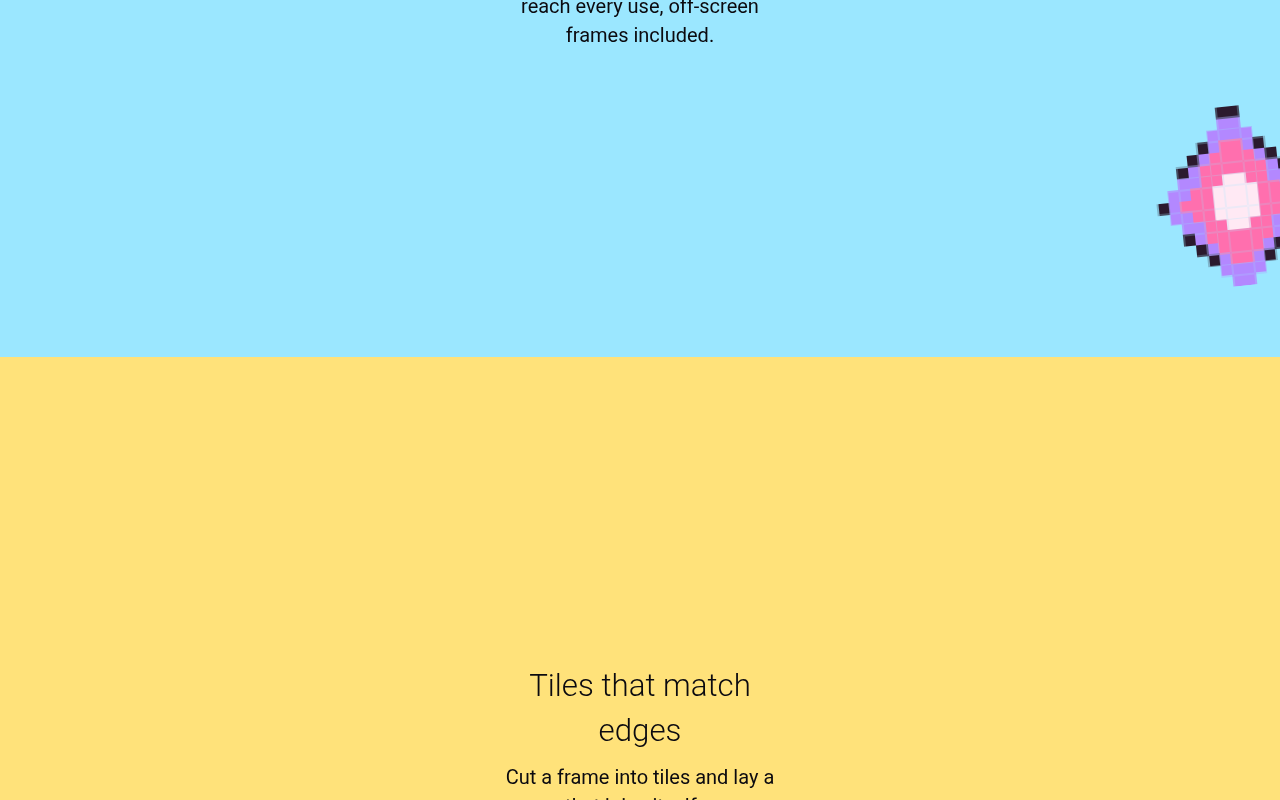 reach every use, off-screen
frames included.
Tiles that match
edges
Cut a frame into tiles and lay a